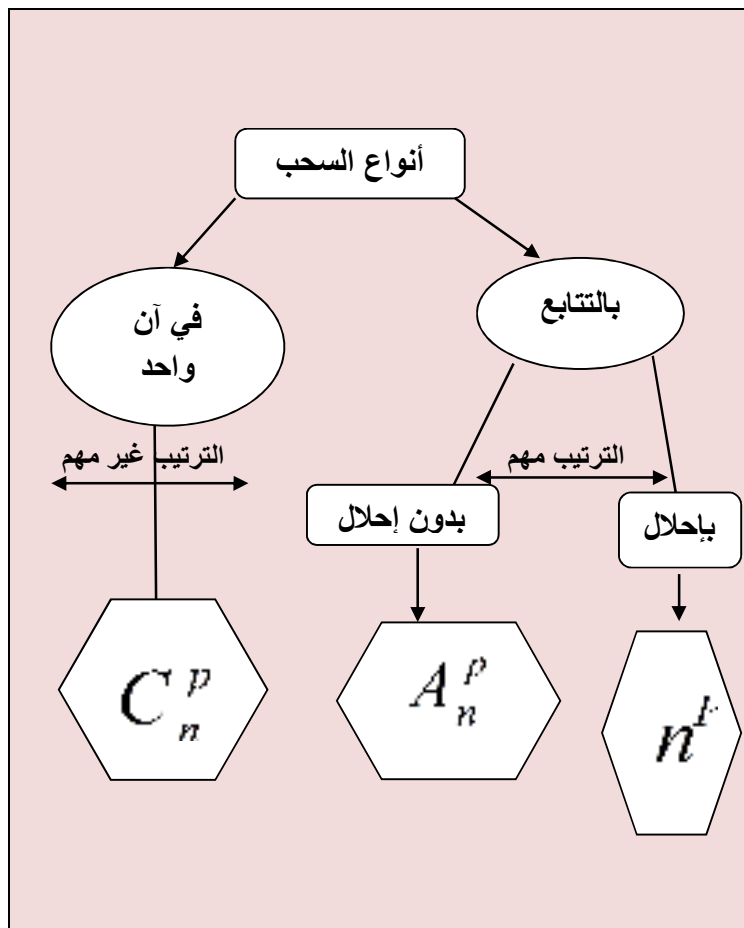 أنواع السحب
بالتتابع
في آن
واحد
الترتيب مهم
الترتيب غير مهم
بإحلال
بدون إحلال
n^p
A_n^p
C_n^p